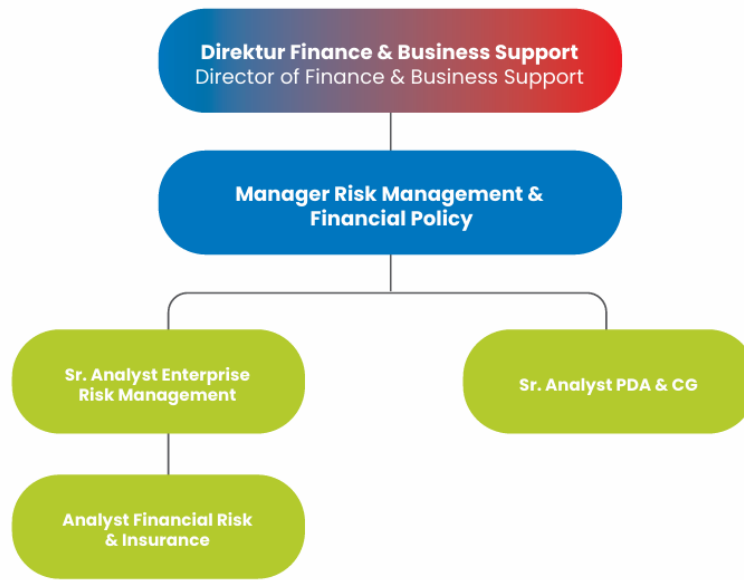 Direktur Finance & Business Support
Director of Finance & Business Support
Manager Risk Management &
Financial Policy
Sr. Analyst Enterprise
Risk Management
Sr. Analyst PDA & CG
Analyst Financial Risk
& Insurance